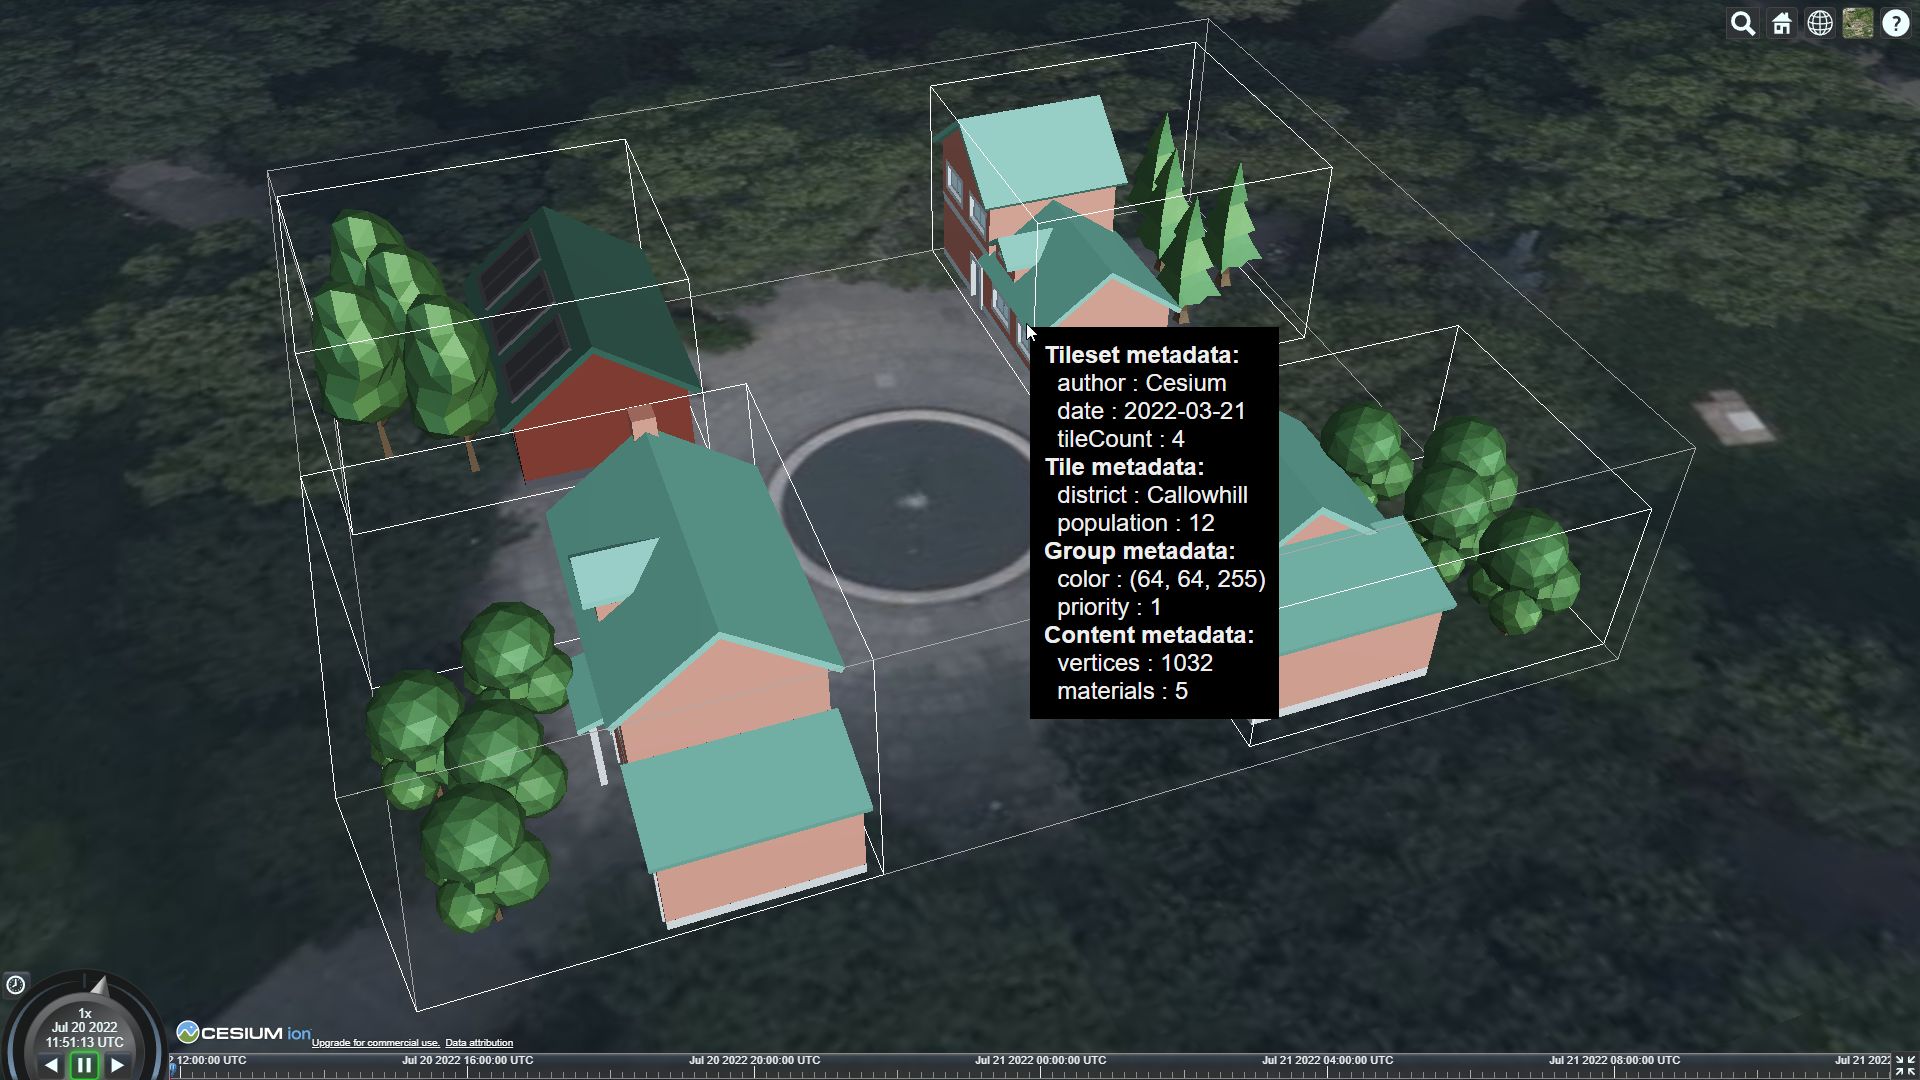 ?
Tileset metadata:
author : Cesium
date : 2022-03-21
tileCount : 4
Tile metadata:
district : Callowhill
population : 12
Group metadata:
color : (64, 64, 255)
priority : 1
Content metadata:
vertices : 1032
materials : 5
1x
Jul 20 2022
11:51:13 UTC
CESIUM ion
Upgrade for commercial use. Data attribution
12:00:00 UTC Jul 20 2022 16:00:00 UTC Jul 20 2022 20:00:00 UTC Jul 21 2022 00:00:00 UTC Jul 21 2022 04:00:00 UTC Jul 21 2022 08:00:00 UTC Jul 21 2022